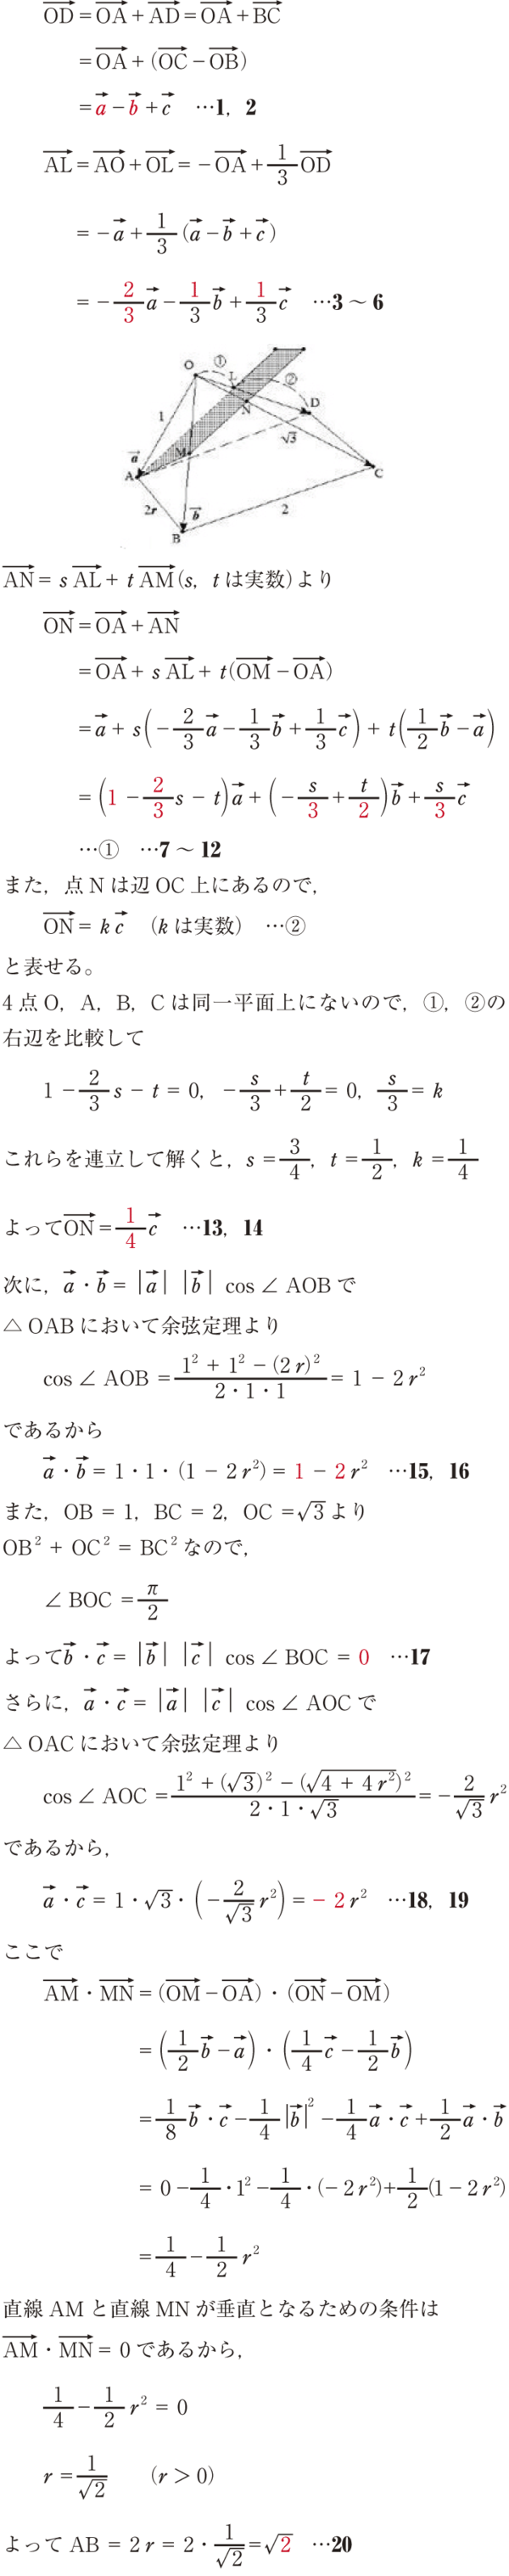 $\overrightarrow{OD} = \overrightarrow{OA} + \overrightarrow{AD} = \overrightarrow{OA} + \overrightarrow{BC}$
$= \overrightarrow{OA} + (\overrightarrow{OC} - \overrightarrow{OB})$
$= \vec{a} - \vec{b} + \vec{c}$ …1, 2
$\overrightarrow{AL} = \overrightarrow{AO} + \overrightarrow{OL} = -\overrightarrow{OA} + \frac{1}{3}\overrightarrow{OD}$
$= -\vec{a} + \frac{1}{3}(\vec{a} - \vec{b} + \vec{c})$
$= -\frac{2}{3}\vec{a} - \frac{1}{3}\vec{b} + \frac{1}{3}\vec{c}$ …3 ~ 6
O
①
L
②
D
N
1
√3
M
$\vec{a}$
A
C
2r
$\vec{b}$
2
B
$\overrightarrow{AN} = s\overrightarrow{AL} + t\overrightarrow{AM}$(s, t は実数)より
$\overrightarrow{ON} = \overrightarrow{OA} + \overrightarrow{AN}$
$= \overrightarrow{OA} + s\overrightarrow{AL} + t(\overrightarrow{OM} - \overrightarrow{OA})$
$= \vec{a} + s\left(-\frac{2}{3}\vec{a} - \frac{1}{3}\vec{b} + \frac{1}{3}\vec{c}\right) + t\left(\frac{1}{2}\vec{b} - \vec{a}\right)$
$= \left(1 - \frac{2}{3}s - t\right)\vec{a} + \left(-\frac{s}{3} + \frac{t}{2}\right)\vec{b} + \frac{s}{3}\vec{c}$
…① …7 ~ 12
また, 点 N は辺 OC 上にあるので,
$\overrightarrow{ON} = k\vec{c}$ (k は実数) …②
と表せる。
4 点 O, A, B, C は同一平面上にないので, ①, ②の
右辺を比較して
$1 - \frac{2}{3}s - t = 0, -\frac{s}{3} + \frac{t}{2} = 0, \frac{s}{3} = k$
これらを連立して解くと, $s = \frac{3}{4}, t = \frac{1}{2}, k = \frac{1}{4}$
よって$\overrightarrow{ON} = \frac{1}{4}\vec{c}$ …13, 14
次に, $\vec{a} \cdot \vec{b} = |\vec{a}| |\vec{b}| \cos ∠ AOB$ で
△ OAB において余弦定理より
$\cos ∠ AOB = \frac{1^2 + 1^2 - (2r)^2}{2 \cdot 1 \cdot 1} = 1 - 2r^2$
であるから
$\vec{a} \cdot \vec{b} = 1 \cdot 1 \cdot (1 - 2r^2) = 1 - 2r^2$ …15, 16
また, OB = 1, BC = 2, OC = $\sqrt{3}$ より
$OB^2 + OC^2 = BC^2$ なので,
$∠ BOC = \frac{π}{2}$
よって$\vec{b} \cdot \vec{c} = |\vec{b}| |\vec{c}| \cos ∠ BOC = 0$ …17
さらに, $\vec{a} \cdot \vec{c} = |\vec{a}| |\vec{c}| \cos ∠ AOC$ で
△ OAC において余弦定理より
$\cos ∠ AOC = \frac{1^2 + (\sqrt{3})^2 - (\sqrt{4 + 4r^2})^2}{2 \cdot 1 \cdot \sqrt{3}} = -\frac{2}{\sqrt{3}}r^2$
であるから,
$\vec{a} \cdot \vec{c} = 1 \cdot \sqrt{3} \cdot \left(-\frac{2}{\sqrt{3}}r^2\right) = -2r^2$ …18, 19
ここで
$\overrightarrow{AM} \cdot \overrightarrow{MN} = (\overrightarrow{OM} - \overrightarrow{OA}) \cdot (\overrightarrow{ON} - \overrightarrow{OM})$
$= \left(\frac{1}{2}\vec{b} - \vec{a}\right) \cdot \left(\frac{1}{4}\vec{c} - \frac{1}{2}\vec{b}\right)$
$= \frac{1}{8}\vec{b} \cdot \vec{c} - \frac{1}{4}|\vec{b}|^2 - \frac{1}{4}\vec{a} \cdot \vec{c} + \frac{1}{2}\vec{a} \cdot \vec{b}$
$= 0 - \frac{1}{4} \cdot 1^2 - \frac{1}{4} \cdot (-2r^2) + \frac{1}{2}(1 - 2r^2)$
$= \frac{1}{4} - \frac{1}{2}r^2$
直線 AM と直線 MN が垂直となるための条件は
$\overrightarrow{AM} \cdot \overrightarrow{MN} = 0$ であるから,
$\frac{1}{4} - \frac{1}{2}r^2 = 0$
$r = \frac{1}{\sqrt{2}}$ (r > 0)
よって AB = 2r = $2 \cdot \frac{1}{\sqrt{2}} = \sqrt{2}$ …20